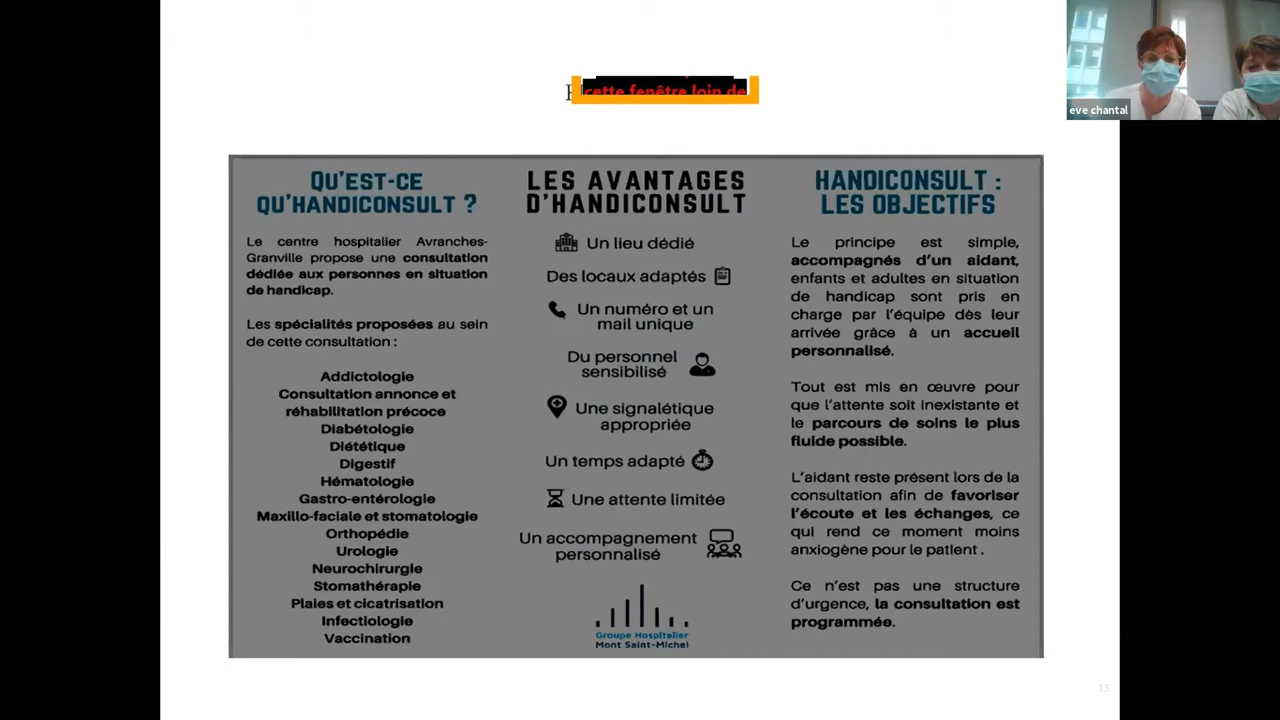 cette fenêtre loin de
eve chantal
QU'EST-CE
QU'HANDICONSULT ?
Le centre hospitalier Avranches-
Granville propose une consultation
dédiée aux personnes en situation
de handicap.
Les spécialités proposées au sein
de cette consultation :
Addictologie
Consultation annonce et
réhabilitation précoce
Diabétologie
Diététique
Digestif
Hématologie
Gastro-entérologie
Maxillo-faciale et stomatologie
Orthopédie
Urologie
Neurochirurgie
Stomathérapie
Plaies et cicatrisation
Infectiologie
Vaccination
LES AVANTAGES
D'HANDICONSULT
Un lieu dédié
Des locaux adaptés
Un numéro et un
mail unique
Du personnel
sensibilisé
Une signalétique
appropriée
Un temps adapté
Une attente limitée
Un accompagnement
personnalisé
Groupe Hospitalier
Mont Saint-Michel
HANDICONSULT :
LES OBJECTIFS
Le principe est simple,
accompagnés d'un aidant,
enfants et adultes en situation
de handicap sont pris en
charge par l'équipe dès leur
arrivée grâce à un accueil
personnalisé.
Tout est mis en œuvre pour
que l'attente soit inexistante et
le parcours de soins le plus
fluide possible.
L'aidant reste présent lors de la
consultation afin de favoriser
l'écoute et les échanges, ce
qui rend ce moment moins
anxiogène pour le patient .
Ce n'est pas une structure
d'urgence, la consultation est
programmée.
13